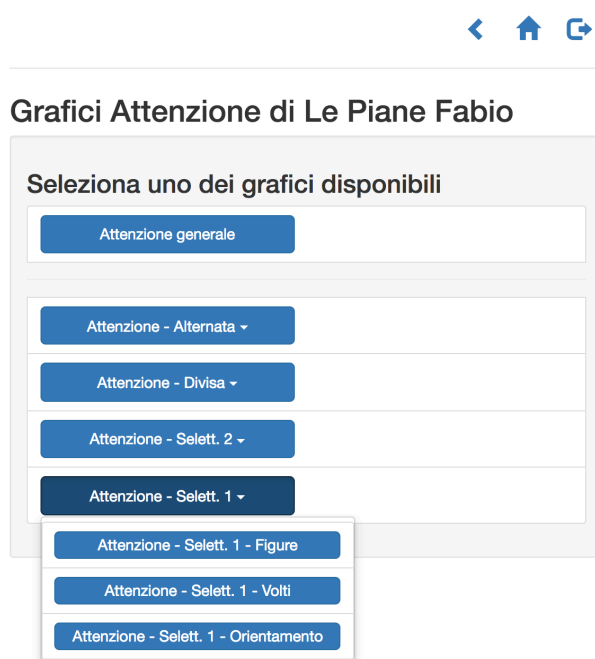 Grafici Attenzione di Le Piane Fabio
Seleziona uno dei grafici disponibili
Attenzione generale
Attenzione - Alternata
Attenzione - Divisa
Attenzione - Selett. 2
Attenzione - Selett. 1
Attenzione - Selett. 1 - Figure
Attenzione - Selett. 1 - Volti
Attenzione - Selett. 1 - Orientamento